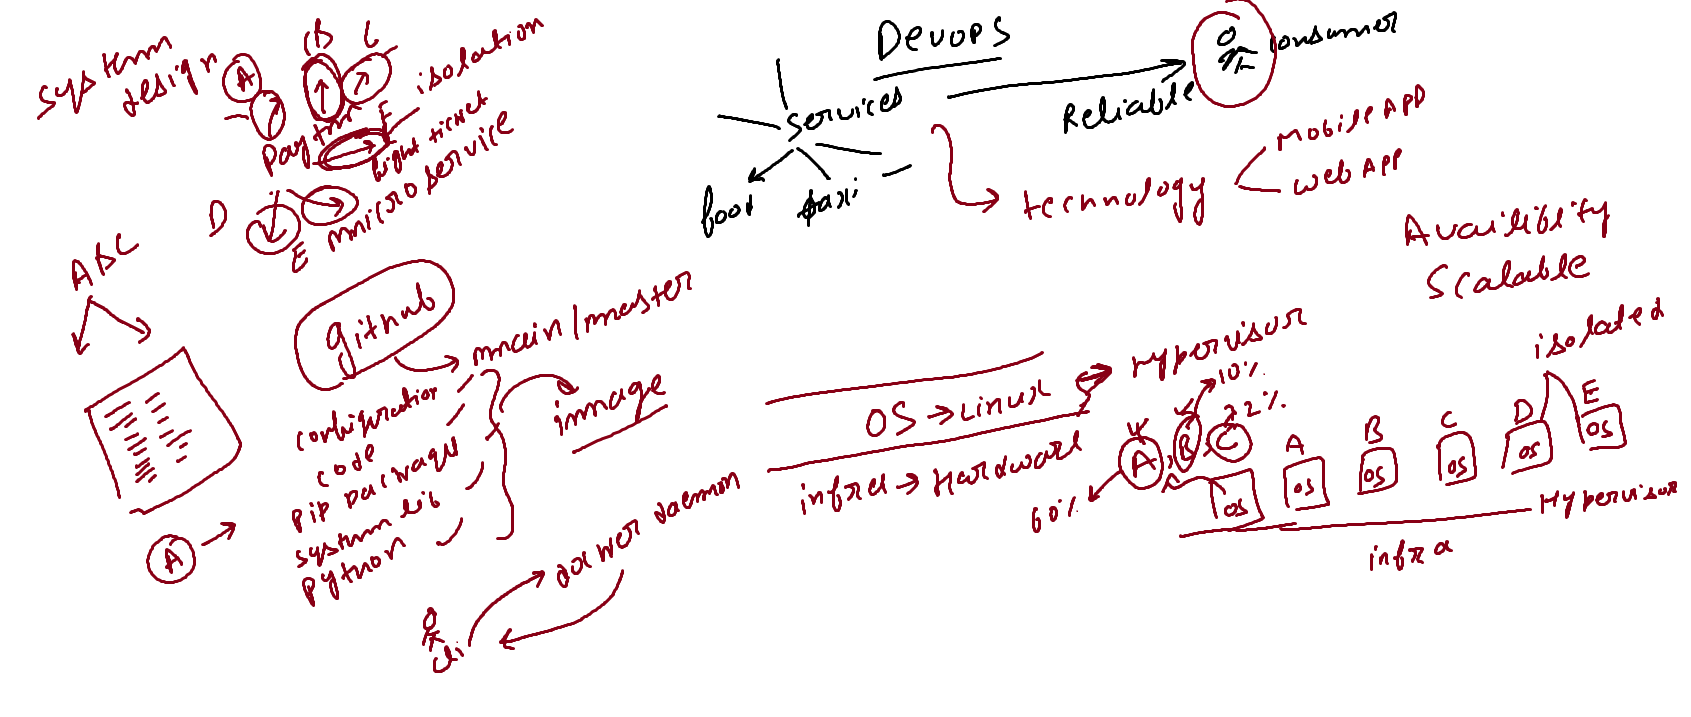 Devops
Services
food
taxi
Reliable
consumer
technology
Mobile APP
Web APP
Availiblity
Scalable
system
design
A
B
C
Paytm
F
isolation
flight ticket
D
E
microservice
ABC
github
main/master
configuration
code
pip package
system lib
python
image
A
docker daemon
cli
OS → Linux
infra → Hardware
Hypervisor
10%
A
B
C
22%
60%
OS
A
OS
B
OS
C
OS
D
OS
E
OS
isolated
Hypervisor
infra